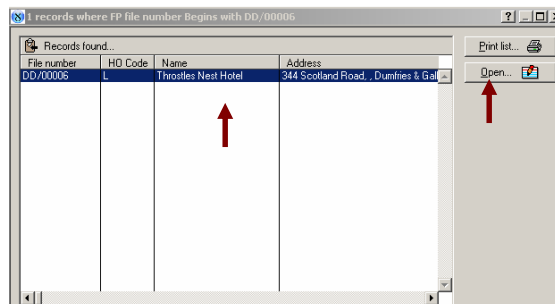 1 records where FP file number Begins with DD/00006
Records found...
Print list...
File number HO Code Name Address
Open...
DD/00006 L Throstles Nest Hotel 344 Scotland Road, , Dumfries & Gal